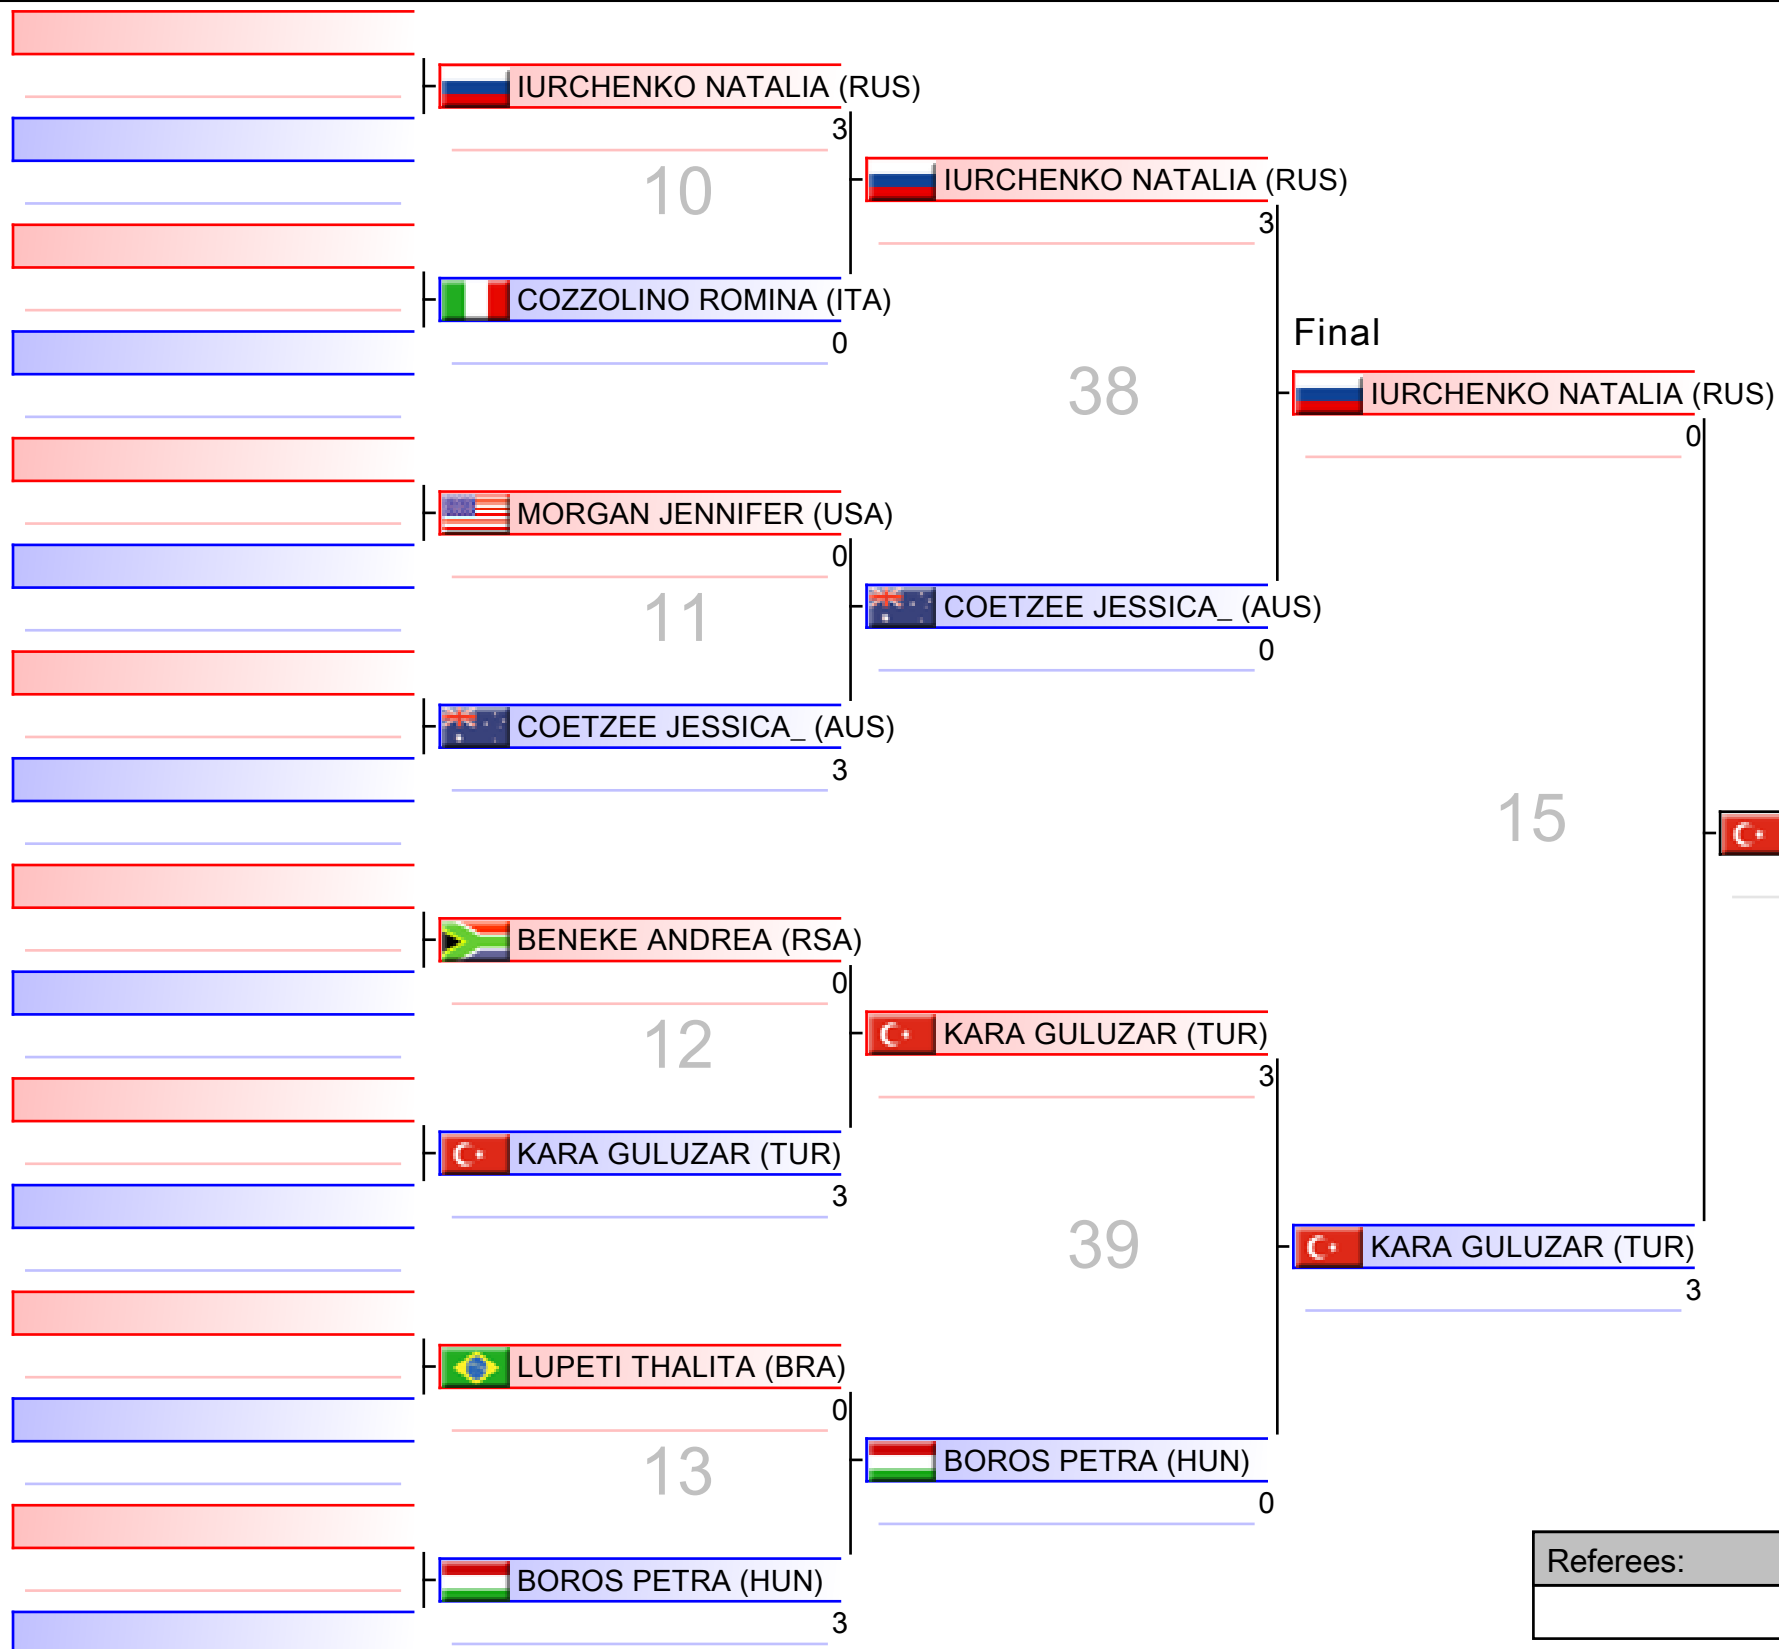 IURCHENKO NATALIA (RUS)
3
10
COZZOLINO ROMINA (ITA)
0
MORGAN JENNIFER (USA)
0
11
COETZEE JESSICA_ (AUS)
3
BENEKE ANDREA (RSA)
0
12
KARA GULUZAR (TUR)
3
LUPETI THALITA (BRA)
0
13
BOROS PETRA (HUN)
3
IURCHENKO NATALIA (RUS)
3
38
COETZEE JESSICA_ (AUS)
0
KARA GULUZAR (TUR)
3
39
BOROS PETRA (HUN)
0
Final
IURCHENKO NATALIA (RUS)
0
15
KARA GULUZAR (TUR)
3
Referees: